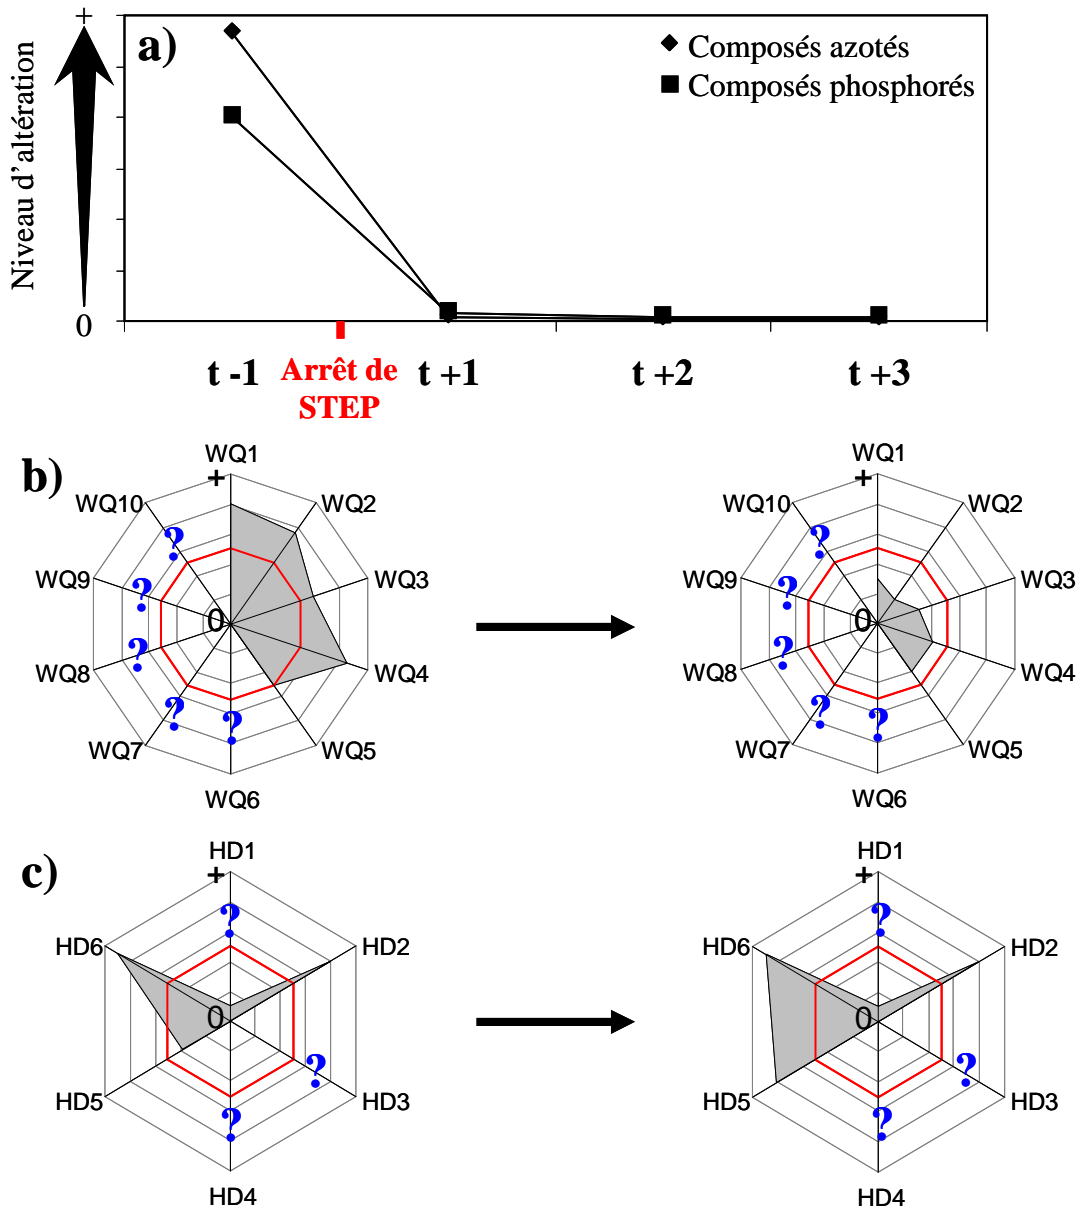 +
a)
Composés azotés
Composés phosphorés
Niveau d'altération
0
t -1
Arrêt de
STEP
t +1
t +2
t +3
b)
WQ1
+
WQ10
WQ2
?
WQ9
?
WQ3
0
?
WQ8
WQ4
?
?
WQ7
WQ5
WQ6
WQ1
+
WQ10
WQ2
?
WQ9
?
WQ3
0
?
WQ8
WQ4
?
?
WQ7
WQ5
WQ6
c)
HD1
+
?
HD6
HD2
0
?
HD5
HD3
?
HD4
HD1
+
?
HD6
HD2
0
?
HD5
HD3
?
HD4